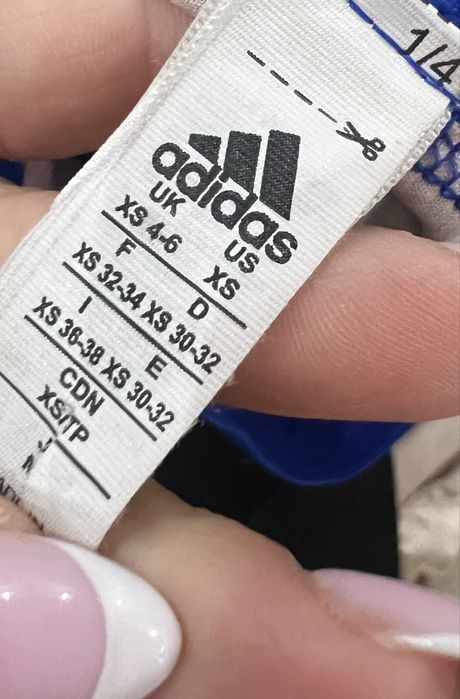 1/4
adidas
UK US
XS 4-6 XS
F D
XS 32-34 XS 30-32
I E
XS 36-38 XS 30-32
CDN
XS/TP
J